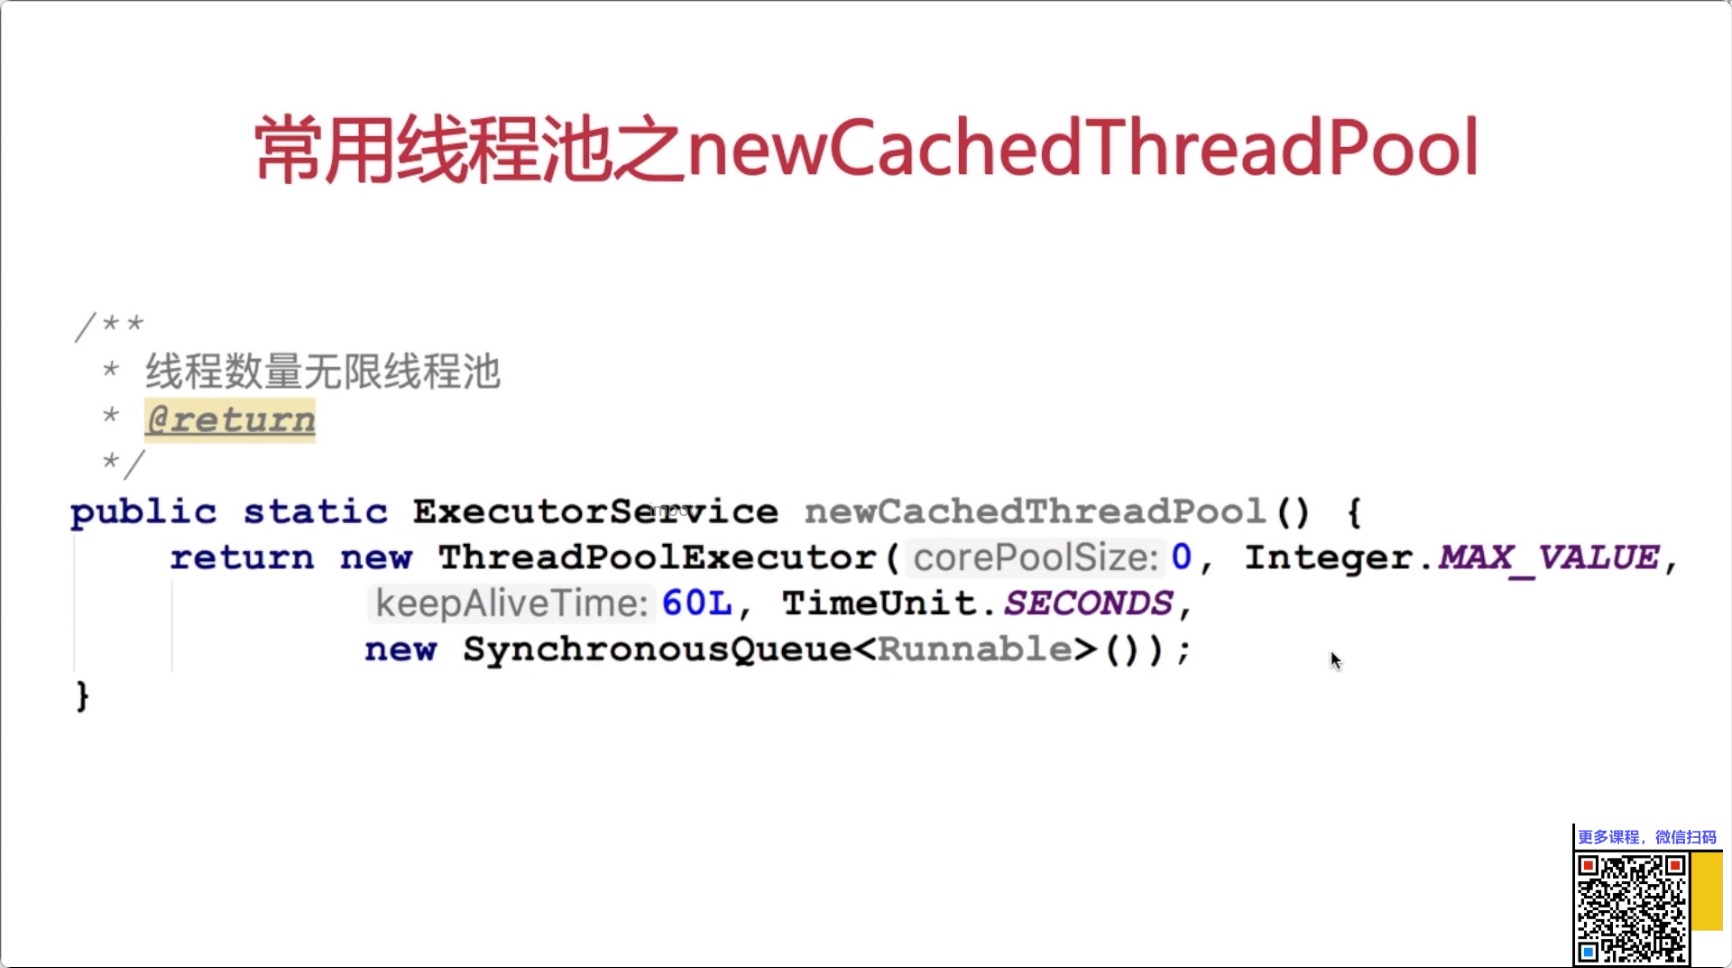 常用线程池之newCachedThreadPool
/**
* 线程数量无限线程池
* @return
*/
public static ExecutorService newCachedThreadPool() {
return new ThreadPoolExecutor( corePoolSize: 0, Integer.MAX_VALUE,
keepAliveTime: 60L, TimeUnit.SECONDS,
new SynchronousQueue<Runnable>());
}
更多课程，微信扫码